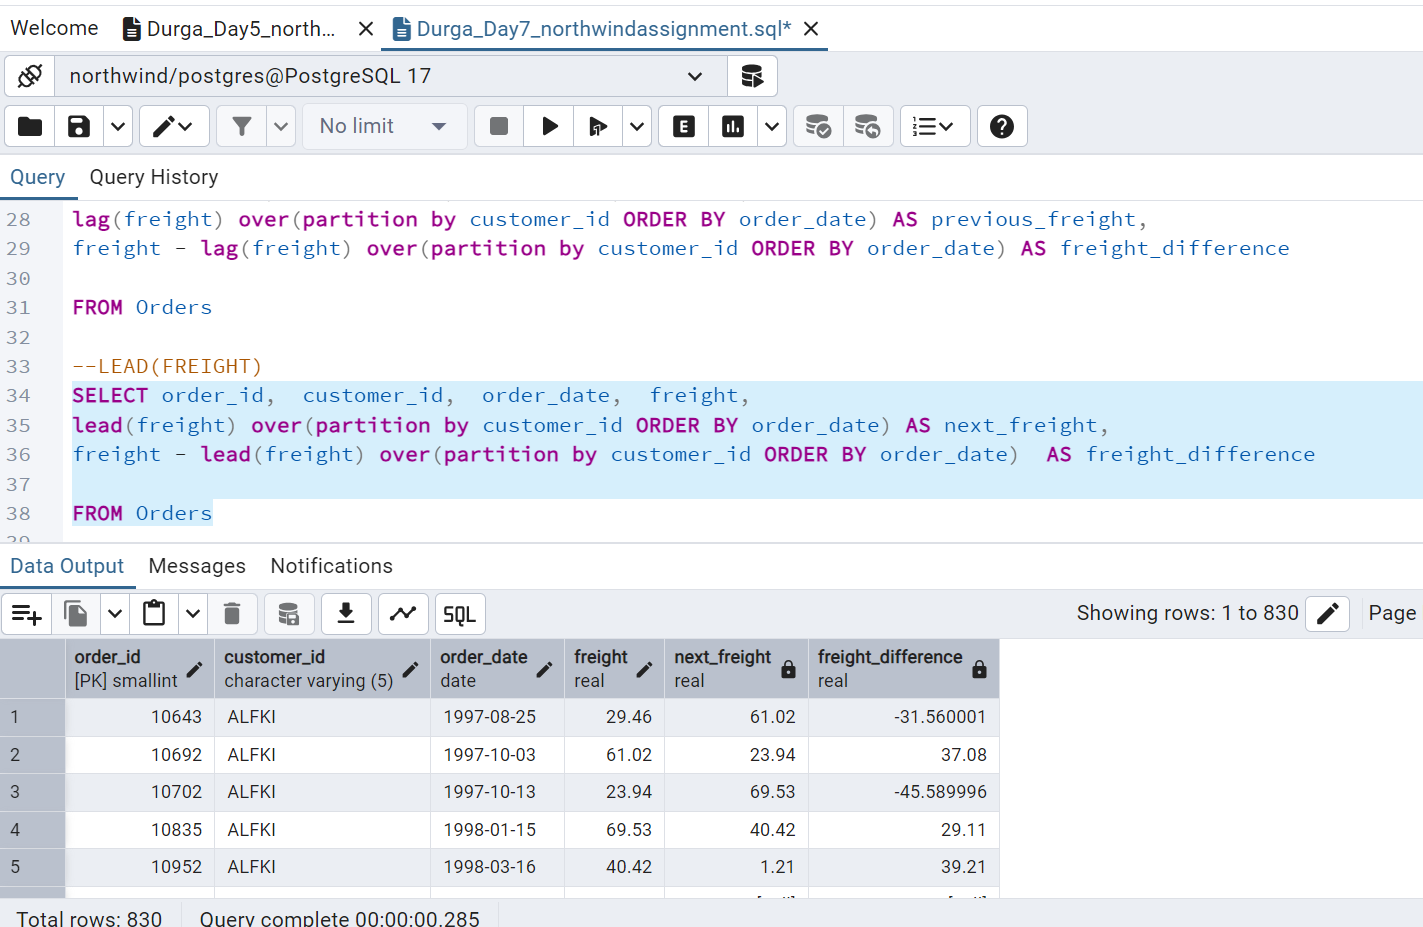 Welcome Durga_Day5_north... Durga_Day7_northwindassignment.sql*
northwind/postgres@PostgreSQL 17
No limit E
Query Query History
28 lag(freight) over(partition by customer_id ORDER BY order_date) AS previous_freight,
29 freight - lag(freight) over(partition by customer_id ORDER BY order_date) AS freight_difference
30
31 FROM Orders
32
33 --LEAD(FREIGHT)
34 SELECT order_id, customer_id, order_date, freight,
35 lead(freight) over(partition by customer_id ORDER BY order_date) AS next_freight,
36 freight - lead(freight) over(partition by customer_id ORDER BY order_date) AS freight_difference
37
38 FROM Orders
39
Data Output Messages Notifications
SQL Showing rows: 1 to 830 Page
order_id customer_id order_date freight next_freight freight_difference
[PK] smallint character varying (5) date real real real
1 10643 ALFKI 1997-08-25 29.46 61.02 -31.560001
2 10692 ALFKI 1997-10-03 61.02 23.94 37.08
3 10702 ALFKI 1997-10-13 23.94 69.53 -45.589996
4 10835 ALFKI 1998-01-15 69.53 40.42 29.11
5 10952 ALFKI 1998-03-16 40.42 1.21 39.21
Total rows: 830 Query complete 00:00:00.285